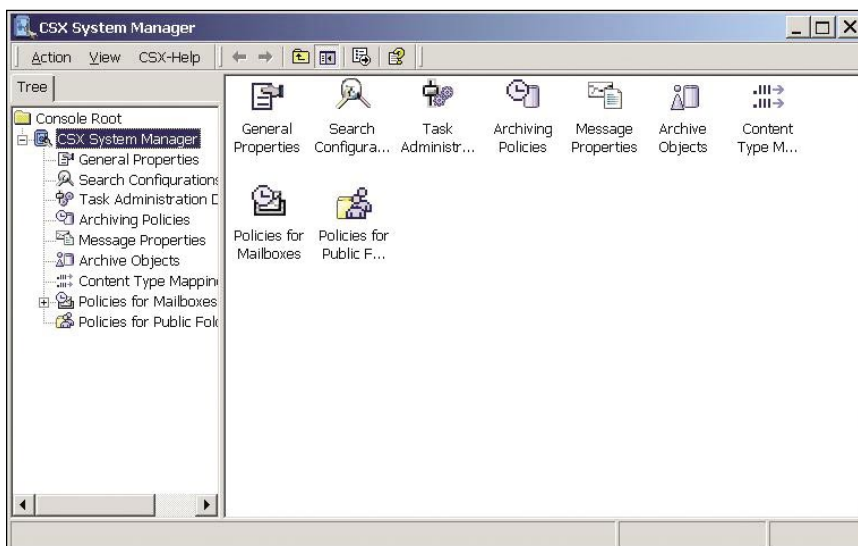 CSX System Manager
Action View CSX-Help
Tree
Console Root
CSX System Manager
General Properties
Search Configurations
Task Administration D
Archiving Policies
Message Properties
Archive Objects
Content Type Mappin
Policies for Mailboxes
Policies for Public Fol
General Properties
Search Configura...
Task Administr...
Archiving Policies
Message Properties
Archive Objects
Content Type M...
Policies for Mailboxes
Policies for Public F...